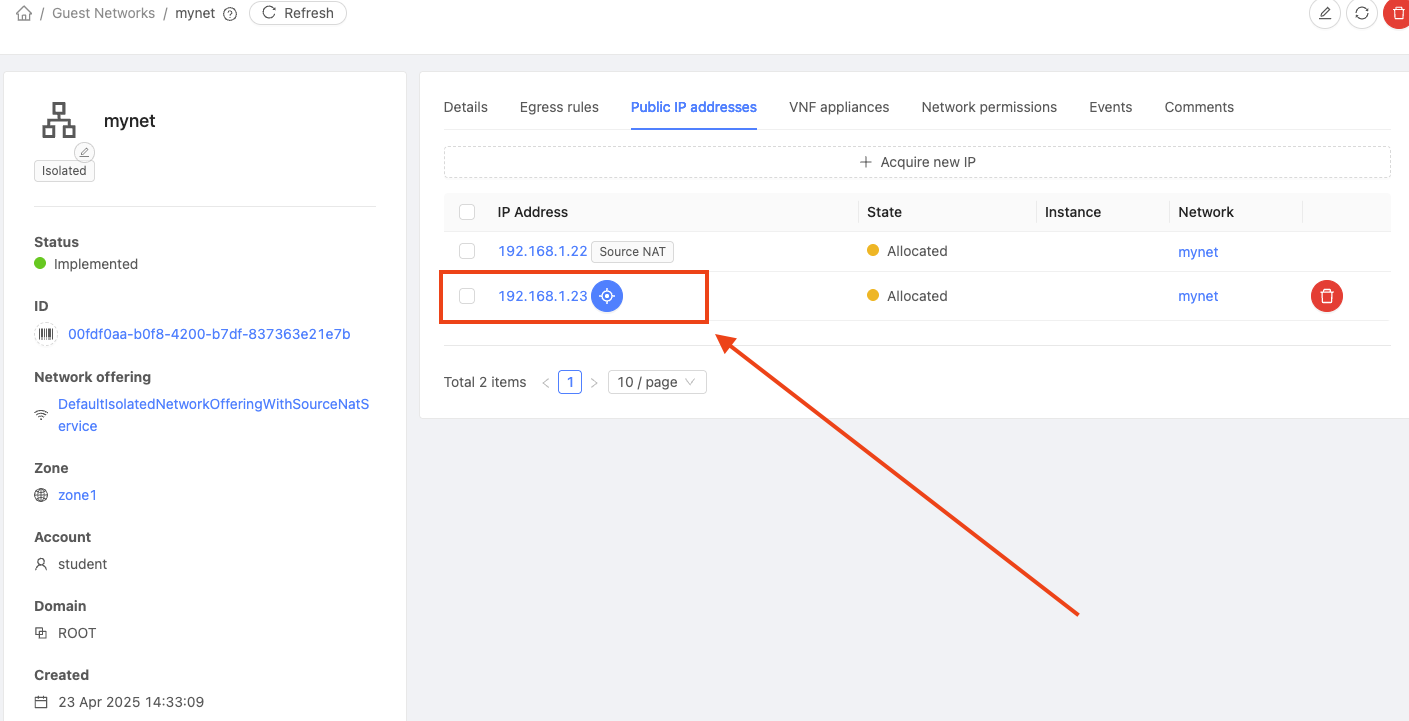 / Guest Networks / mynet Refresh
mynet
Isolated
Status
Implemented
ID
00fdf0aa-b0f8-4200-b7df-837363e21e7b
Network offering
DefaultIsolatedNetworkOfferingWithSourceNatS
ervice
Zone
zone1
Account
student
Domain
ROOT
Created
23 Apr 2025 14:33:09
Details Egress rules Public IP addresses VNF appliances Network permissions Events Comments
+ Acquire new IP
IP Address State Instance Network
192.168.1.22 Source NAT Allocated mynet
192.168.1.23 Allocated mynet
Total 2 items < 1 > 10 / page